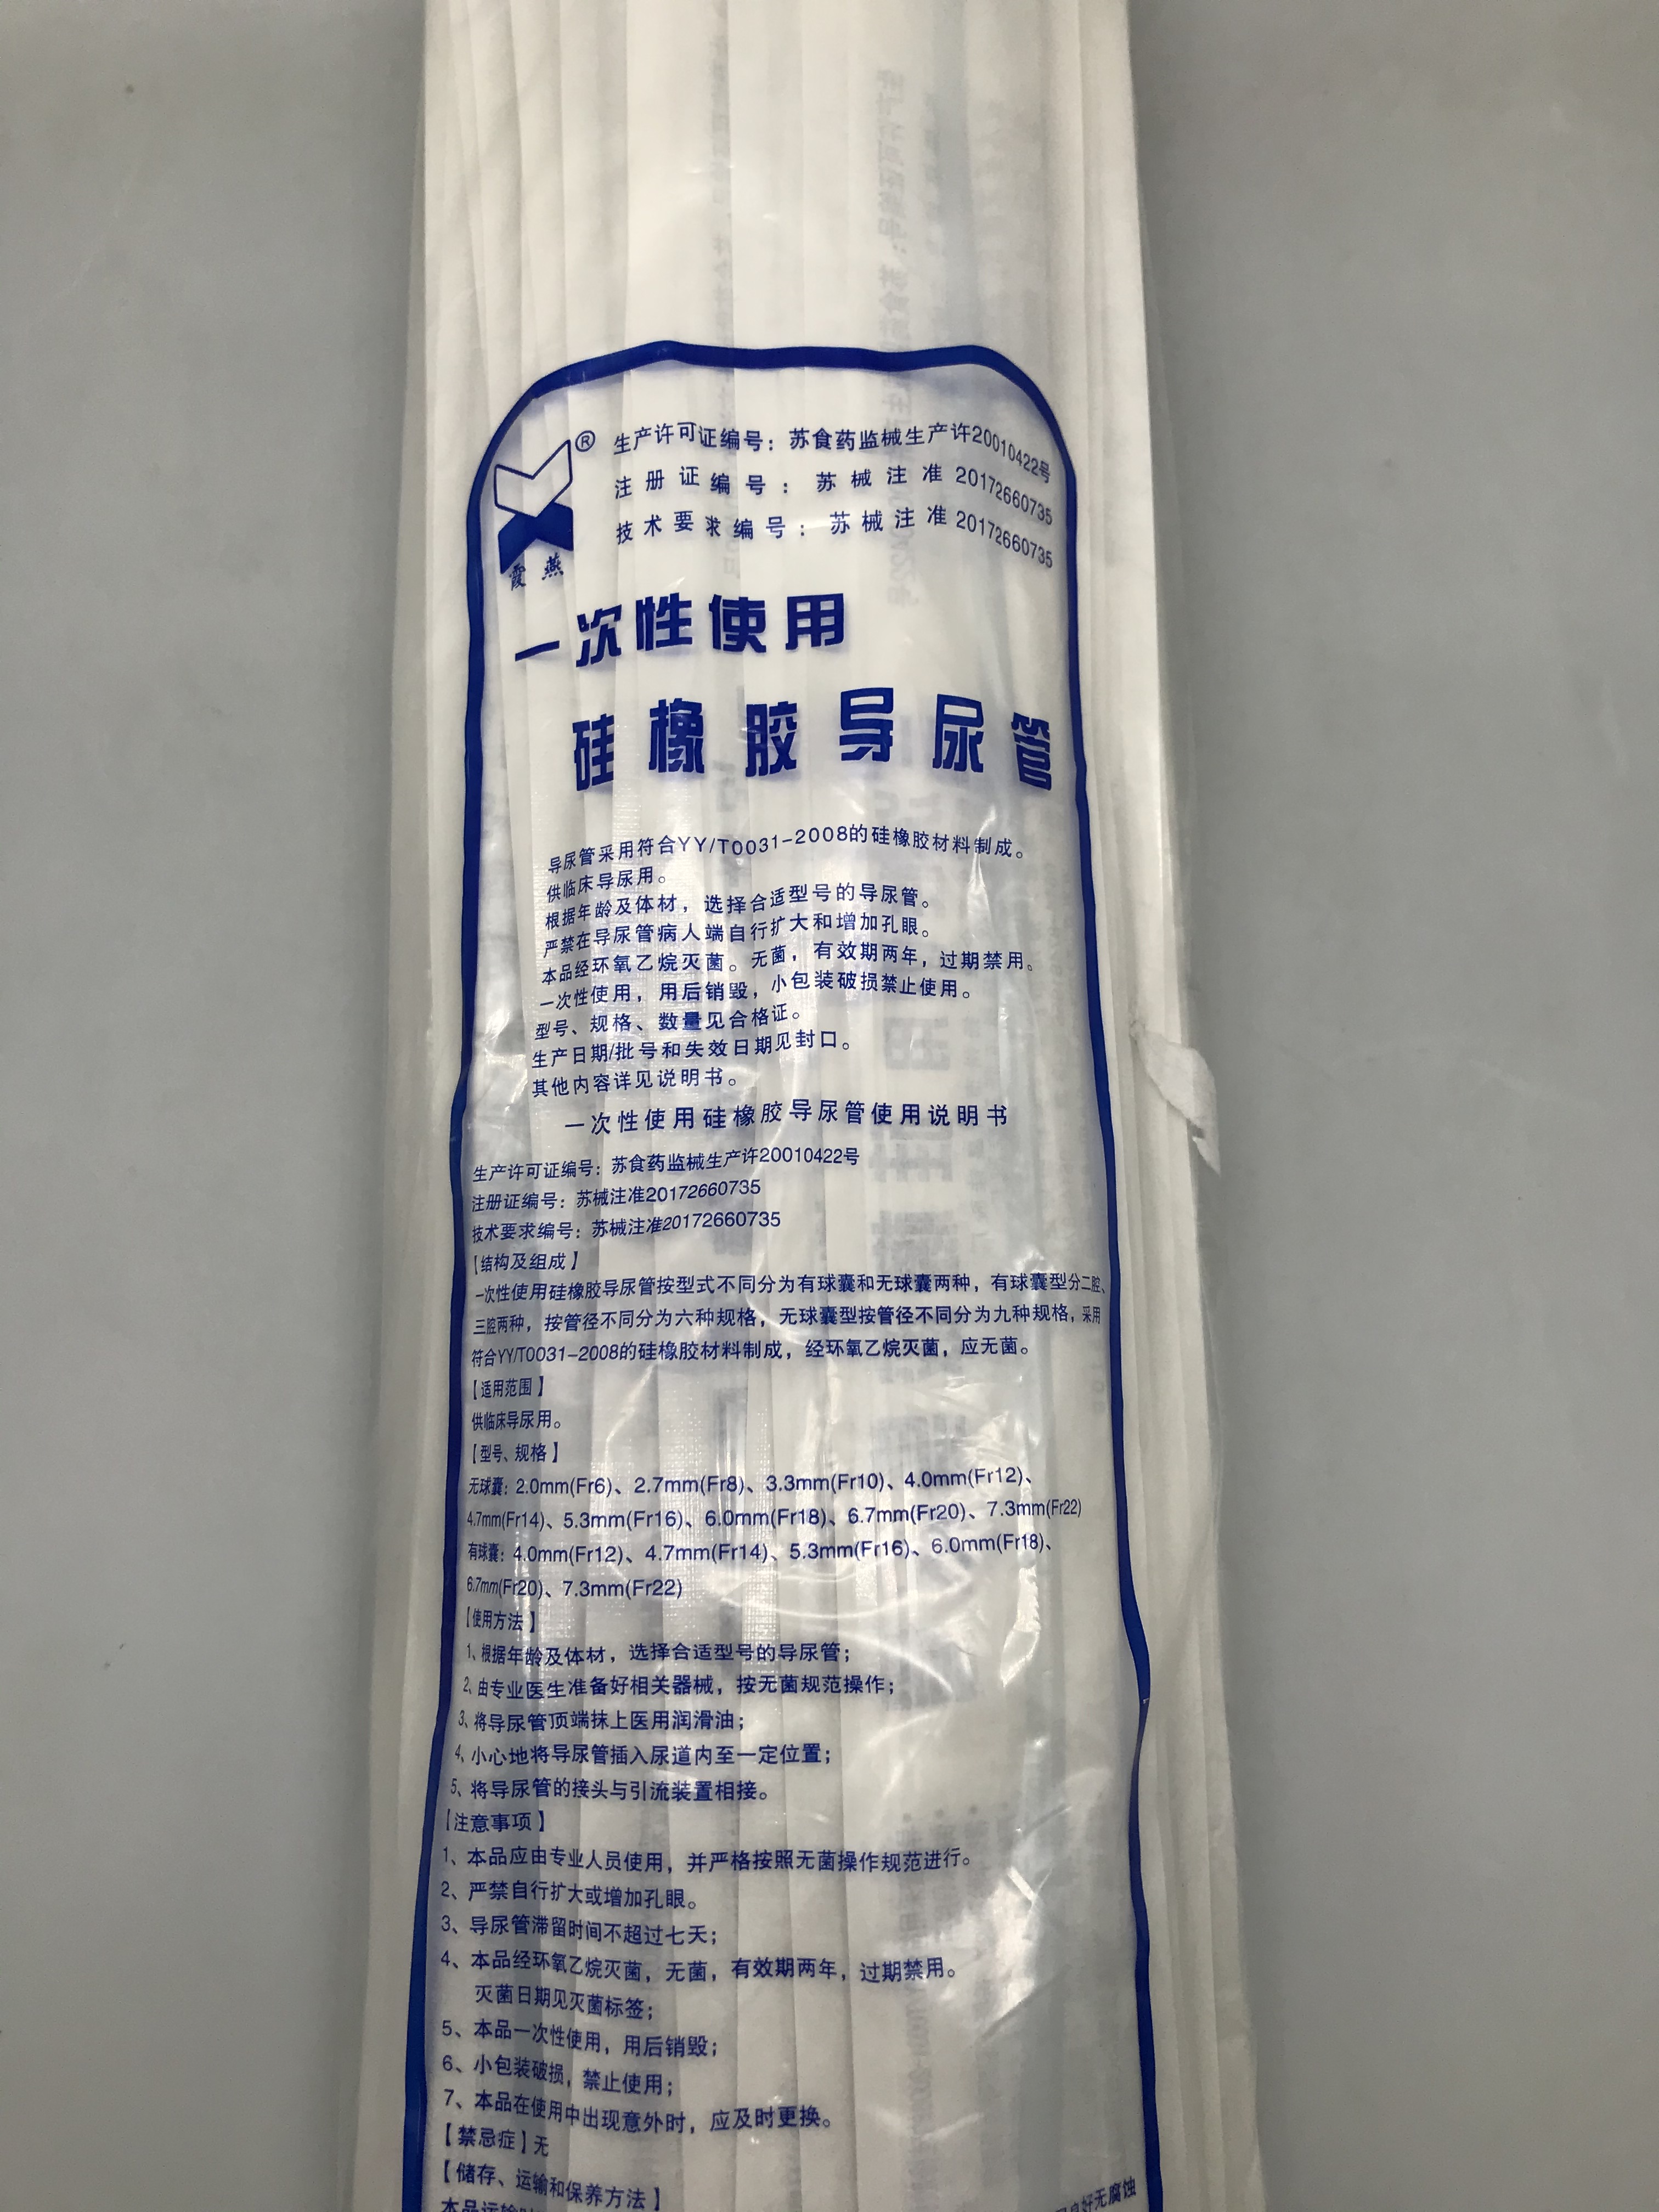 ®
霞燕
生产许可证编号：苏食药监械生产许20010422号
注册证编号：苏械注准20172660735
技术要求编号：苏械注准20172660735
一次性使用
硅橡胶导尿管
导尿管采用符合YY/T0031-2008的硅橡胶材料制成。
供临床导尿用。
根据年龄及体材，选择合适型号的导尿管。
严禁在导尿管病人端自行扩大和增加孔眼。
本品经环氧乙烷灭菌。无菌，有效期两年，过期禁用。
一次性使用，用后销毁，小包装破损禁止使用。
型号、规格、数量见合格证。
生产日期/批号和失效日期见封口。
其他内容详见说明书。
一次性使用硅橡胶导尿管使用说明书
生产许可证编号：苏食药监械生产许20010422号
注册证编号：苏械注准20172660735
技术要求编号：苏械注准20172660735
【结构及组成】
一次性使用硅橡胶导尿管按型式不同分为有球囊和无球囊两种，有球囊型分二腔、
三腔两种，按管径不同分为六种规格，无球囊型按管径不同分为九种规格，采用
符合YY/T0031-2008的硅橡胶材料制成，经环氧乙烷灭菌，应无菌。
【适用范围】
供临床导尿用。
【型号、规格】
无球囊：2.0mm(Fr6)、2.7mm(Fr8)、3.3mm(Fr10)、4.0mm(Fr12)、
4.7mm(Fr14)、5.3mm(Fr16)、6.0mm(Fr18)、6.7mm(Fr20)、7.3mm(Fr22)
有球囊：4.0mm(Fr12)、4.7mm(Fr14)、5.3mm(Fr16)、6.0mm(Fr18)、
6.7mm(Fr20)、7.3mm(Fr22)
【使用方法】
1、根据年龄及体材，选择合适型号的导尿管；
2、由专业医生准备好相关器械，按无菌规范操作；
3、将导尿管顶端抹上医用润滑油；
4、小心地将导尿管插入尿道内至一定位置；
5、将导尿管的接头与引流装置相接。
【注意事项】
1、本品应由专业人员使用，并严格按照无菌操作规范进行。
2、严禁自行扩大或增加孔眼。
3、导尿管滞留时间不超过七天；
4、本品经环氧乙烷灭菌，无菌，有效期两年，过期禁用。
灭菌日期见灭菌标签；
5、本品一次性使用，用后销毁；
6、小包装破损，禁止使用；
7、本品在使用中出现意外时，应及时更换。
【禁忌症】无
【储存、运输和保养方法】
本品运输
好无腐蚀